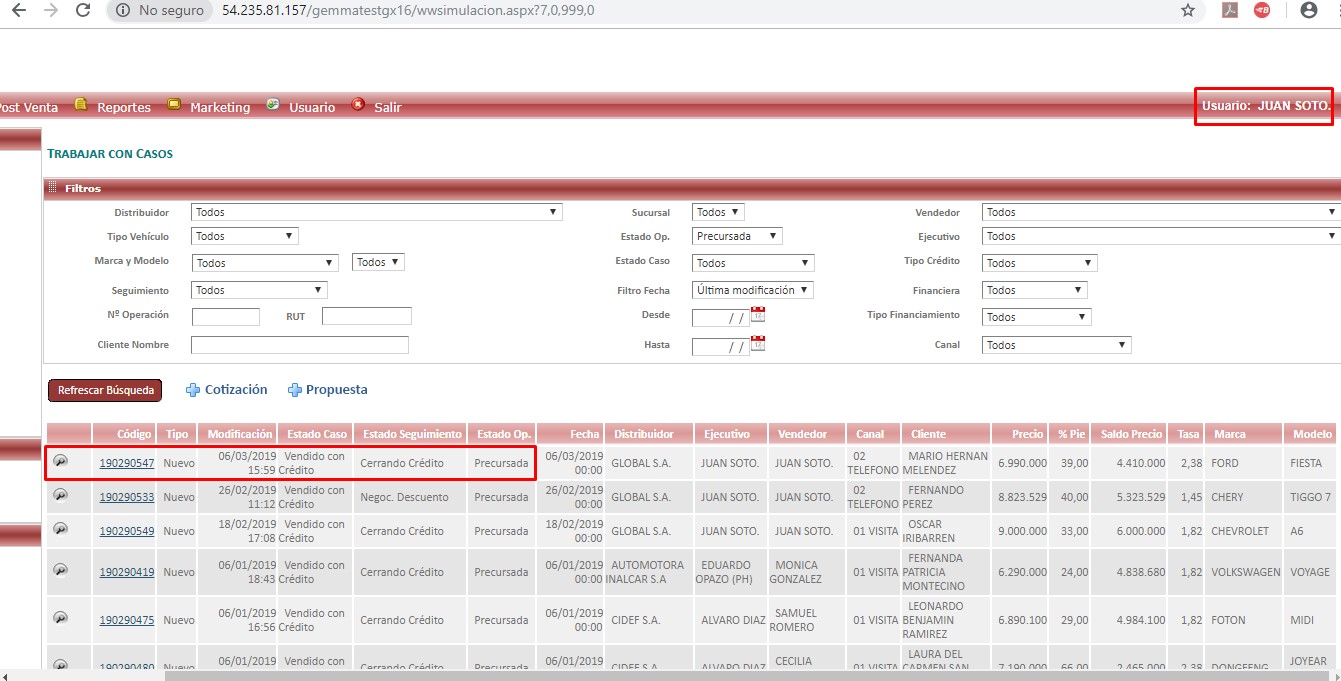 No seguro 54.235.81.157/gemmatestgx16/wwsimulacion.aspx?7,0,999,0
ost Venta Reportes Marketing Usuario Salir Usuario: JUAN SOTO.
TRABAJAR CON CASOS
Filtros
Distribuidor Todos Sucursal Todos Vendedor Todos
Tipo Vehículo Todos Estado Op. Precursada Ejecutivo Todos
Marca y Modelo Todos Todos Estado Caso Todos Tipo Crédito Todos
Seguimiento Todos Filtro Fecha Última modificación Financiera Todos
Nº Operación RUT Desde / / Tipo Financiamiento Todos
Cliente Nombre Hasta / / Canal Todos
Refrescar Búsqueda Cotización Propuesta
Código Tipo Modificación Estado Caso Estado Seguimiento Estado Op. Fecha Distribuidor Ejecutivo Vendedor Canal Cliente Precio % Pie Saldo Precio Tasa Marca Modelo
190290547 Nuevo 06/03/2019 15:59 Vendido con Crédito Cerrando Crédito Precursada 06/03/2019 00:00 GLOBAL S.A. JUAN SOTO. JUAN SOTO. 02 TELEFONO MARIO HERNAN MELENDEZ 6.990.000 39,00 4.410.000 2,38 FORD FIESTA
190290533 Nuevo 26/02/2019 11:12 Vendido con Crédito Negoc. Descuento Precursada 26/02/2019 00:00 GLOBAL S.A. JUAN SOTO. JUAN SOTO. 02 TELEFONO FERNANDO PEREZ 8.823.529 40,00 5.323.529 1,45 CHERY TIGGO 7
190290549 Nuevo 18/02/2019 17:08 Vendido con Crédito Cerrando Crédito Precursada 18/02/2019 00:00 GLOBAL S.A. JUAN SOTO. JUAN SOTO. 01 VISITA OSCAR IRIBARREN 9.000.000 33,00 6.000.000 1,82 CHEVROLET A6
190290419 Nuevo 06/01/2019 18:43 Vendido con Crédito Cerrando Crédito Precursada 06/01/2019 00:00 AUTOMOTORA INALCAR S.A EDUARDO OPAZO (PH) MONICA GONZALEZ 01 VISITA FERNANDA PATRICIA MONTECINO 6.290.000 24,00 4.838.680 1,82 VOLKSWAGEN VOYAGE
190290475 Nuevo 06/01/2019 16:56 Vendido con Crédito Cerrando Crédito Precursada 06/01/2019 00:00 CIDEF S.A. ALVARO DIAZ SAMUEL ROMERO 01 VISITA LEONARDO BENJAMIN RAMIREZ 6.890.100 29,00 4.984.100 1,82 FOTON MIDI
190290480 Nuevo 06/01/2019 Vendido con Cerrando Crédito Precursada 06/01/2019 CIDEF S.A. ALVARO DIAZ CECILIA 01 VISITA LAURA DEL CARMEN SAN 7.190.000 66,00 2.465.000 2,38 DONGFENG JOYEAR